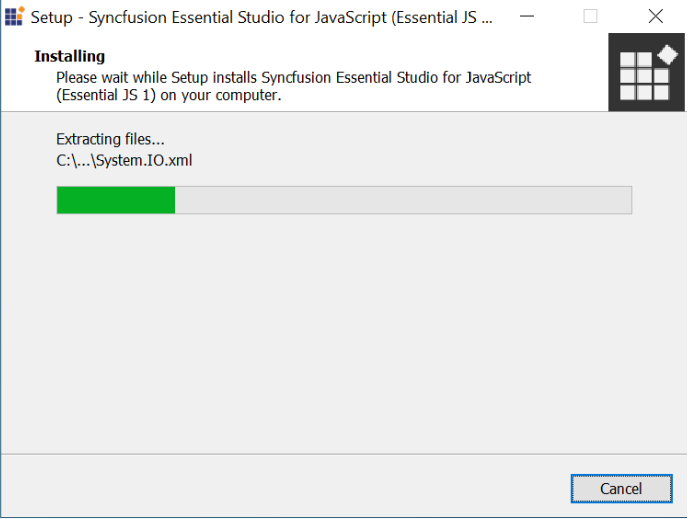 Setup - Syncfusion Essential Studio for JavaScript (Essential JS ...
Installing
Please wait while Setup installs Syncfusion Essential Studio for JavaScript
(Essential JS 1) on your computer.
Extracting files...
C:\...\System.IO.xml
Cancel